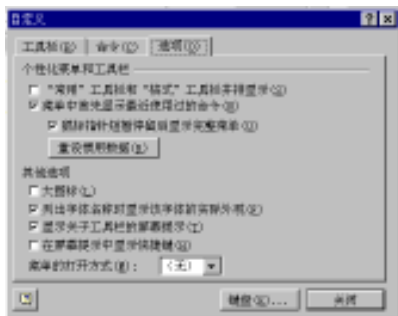 自定义
工具栏(B) 命令(C) 选项(O)
个性化菜单和工具栏
“常用”工具栏和“格式”工具栏并排显示(S)
菜单中首先显示最近使用过的命令(N)
鼠标指针短暂停留后显示完整菜单(U)
重设惯用数据(R)
其他选项
大图标(L)
列出字体名称时显示该字体的实际外观(E)
显示关于工具栏的屏幕提示(T)
在屏幕提示中显示快捷键(H)
菜单的打开方式(M): (无)
键盘(K)... 关闭